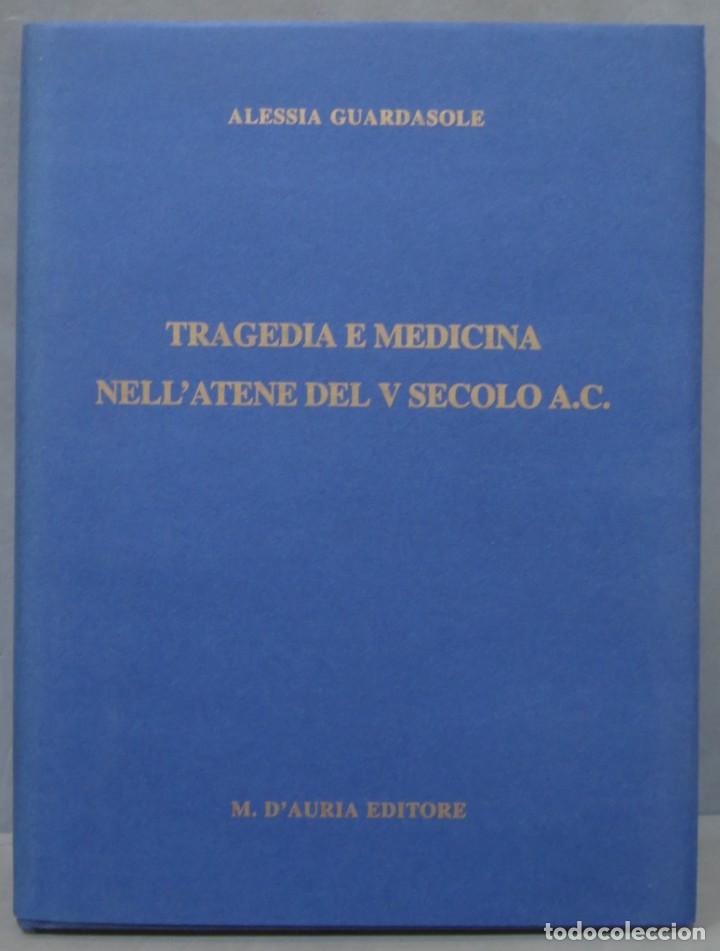 ALESSIA GUARDASOLE
TRAGEDIA E MEDICINA
NELL'ATENE DEL V SECOLO A.C.
M. D'AURIA EDITORE
todocoleccion